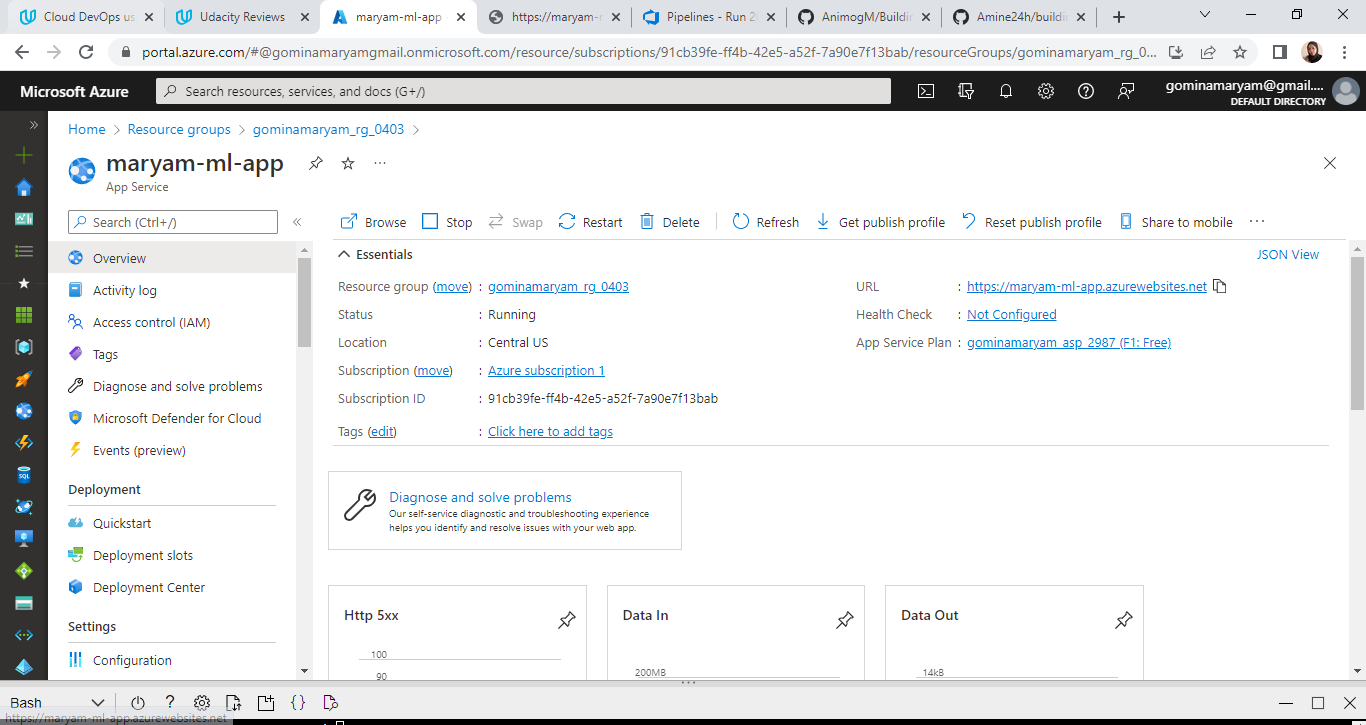 Cloud DevOps us
Udacity Reviews
maryam-ml-app
https://maryam-r
Pipelines - Run 2
AnimogM/Buildin
Amine24h/buildin
portal.azure.com/#@gominamaryamgmail.onmicrosoft.com/resource/subscriptions/91cb39fe-ff4b-42e5-a52f-7a90e7f13bab/resourceGroups/gominamaryam_rg_0...
Microsoft Azure
Search resources, services, and docs (G+/)
gominamaryam@gmail....
DEFAULT DIRECTORY
Home > Resource groups > gominamaryam_rg_0403 >
maryam-ml-app
App Service
Search (Ctrl+/)
Overview
Activity log
Access control (IAM)
Tags
Diagnose and solve problems
Microsoft Defender for Cloud
Events (preview)
Deployment
Quickstart
Deployment slots
Deployment Center
Settings
Configuration
Browse Stop Swap Restart Delete Refresh Get publish profile Reset publish profile Share to mobile
Essentials
JSON View
Resource group (move) : gominamaryam_rg_0403
Status : Running
Location : Central US
Subscription (move) : Azure subscription 1
Subscription ID : 91cb39fe-ff4b-42e5-a52f-7a90e7f13bab
Tags (edit) : Click here to add tags
URL : https://maryam-ml-app.azurewebsites.net
Health Check : Not Configured
App Service Plan : gominamaryam_asp_2987 (F1: Free)
Diagnose and solve problems
Our self-service diagnostic and troubleshooting experience
helps you identify and resolve issues with your web app.
Http 5xx
100
90
Data In
200MB
Data Out
14kB
SQL
Bash
https://maryam-ml-app.azurewebsites.net